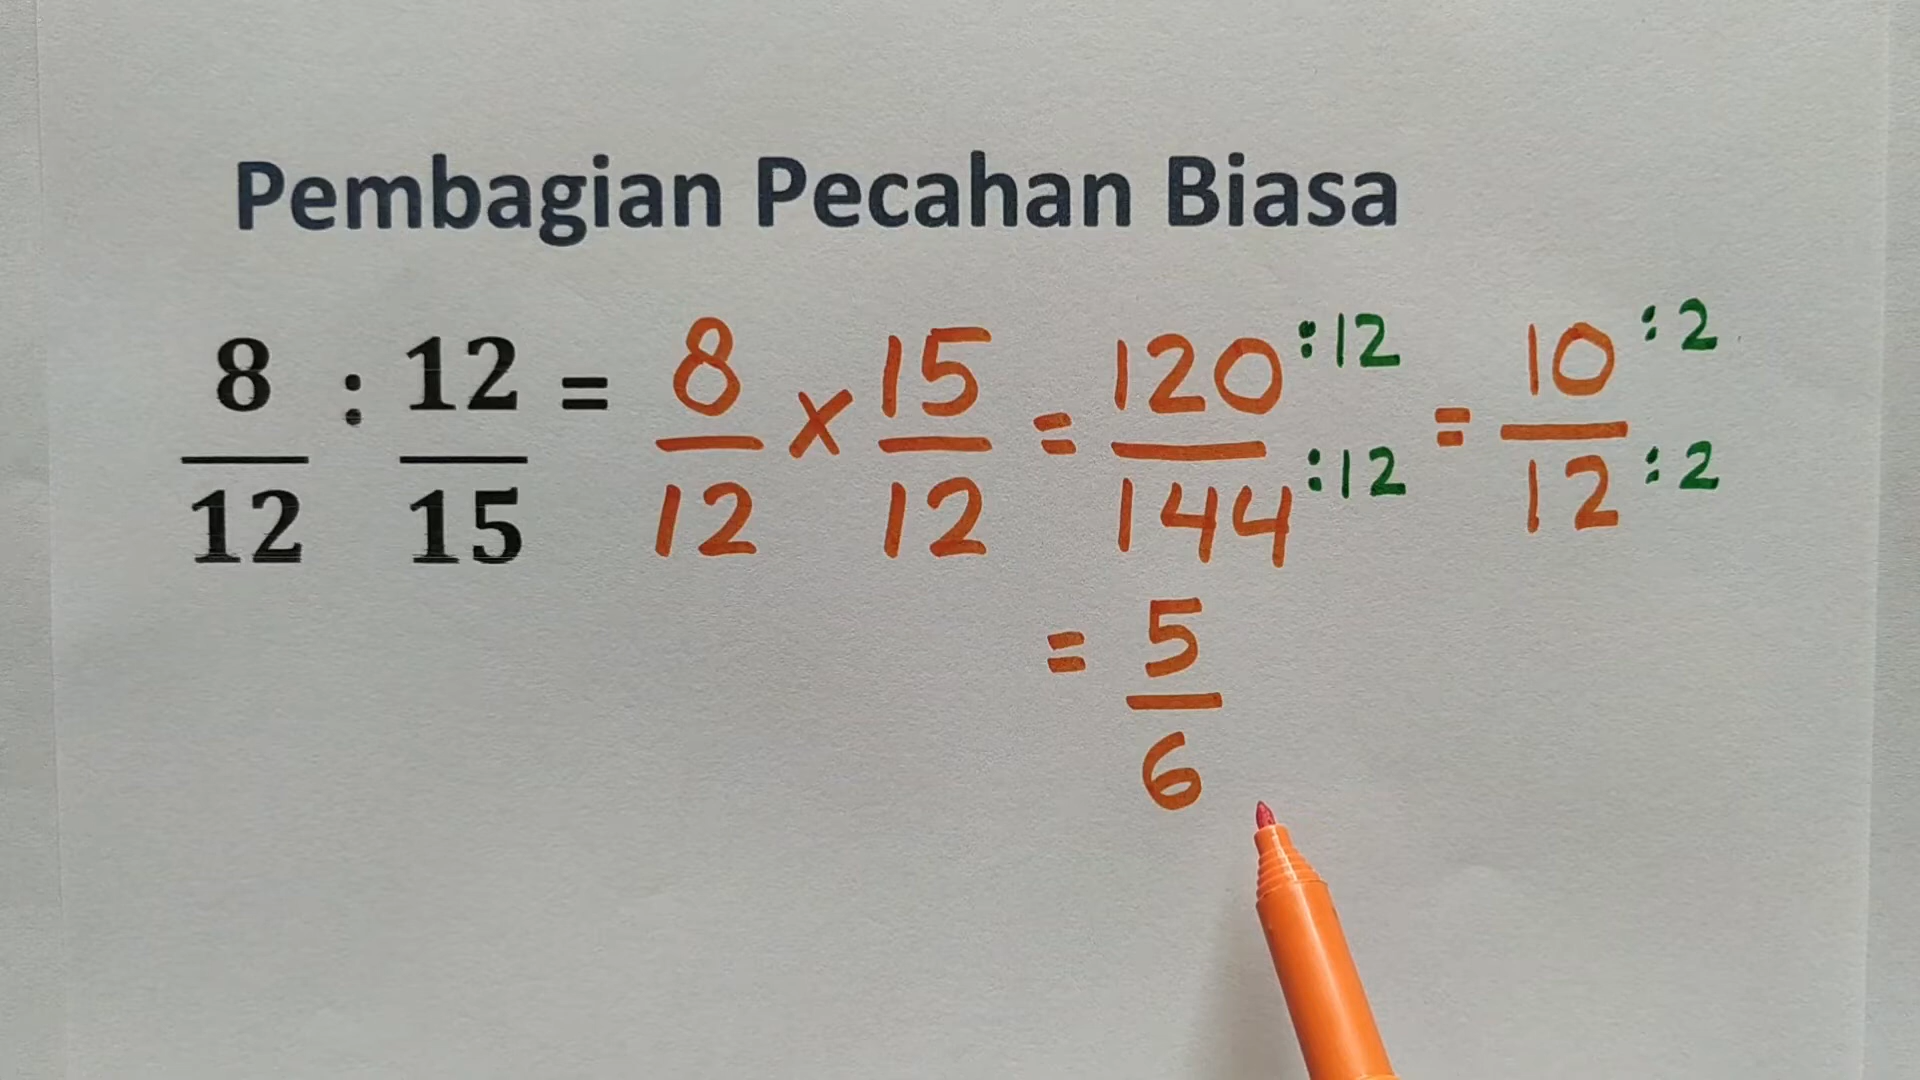 Pembagian Pecahan Biasa
8/12 : 12/15 = 8/12 × 15/12 = 120 :12/144 :12 = 10 :2/12 :2
= 5/6